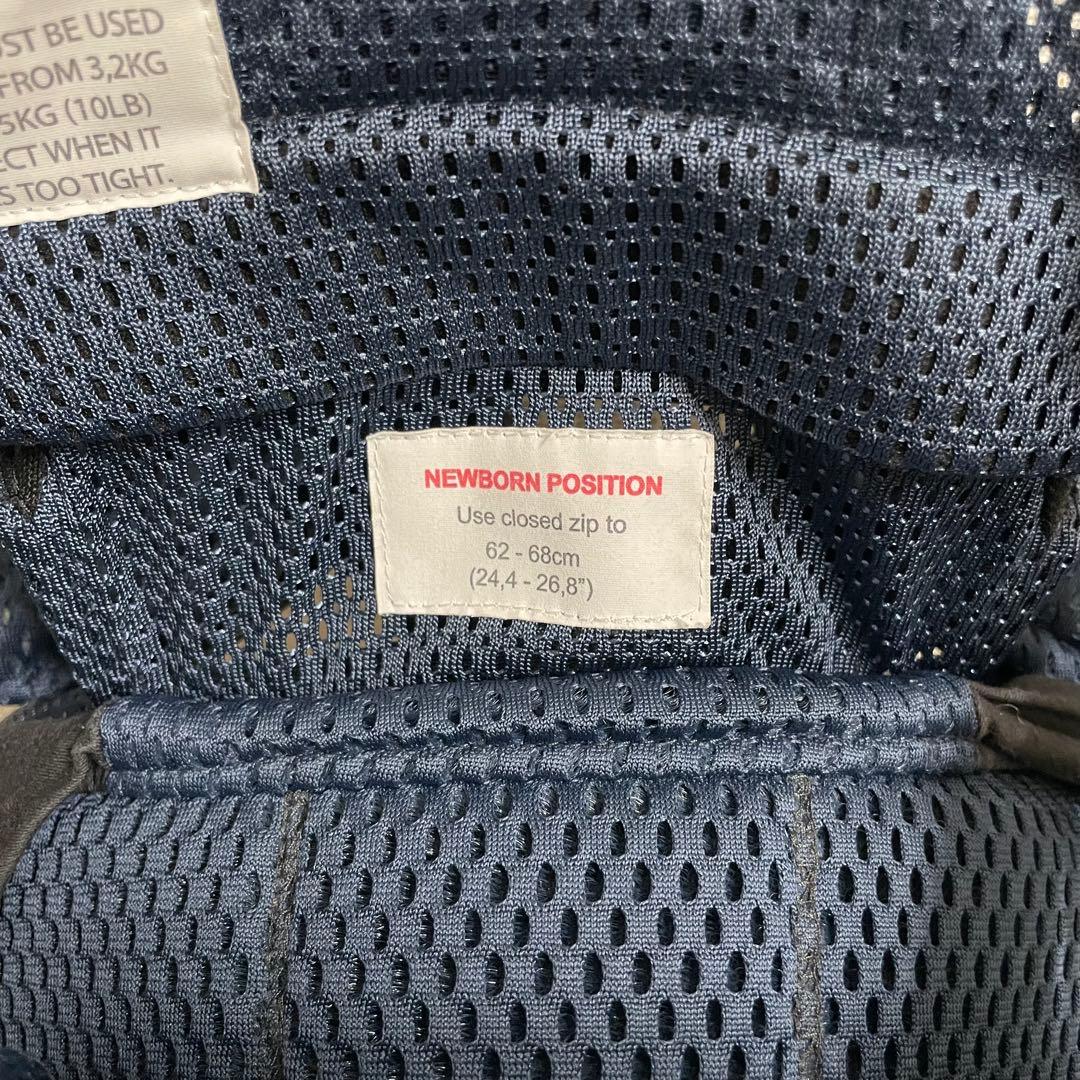 UST BE USED
FROM 3,2KG
5KG (10LB)
ECT WHEN IT
S TOO TIGHT.
NEWBORN POSITION
Use closed zip to
62 - 68cm
(24,4 - 26,8")